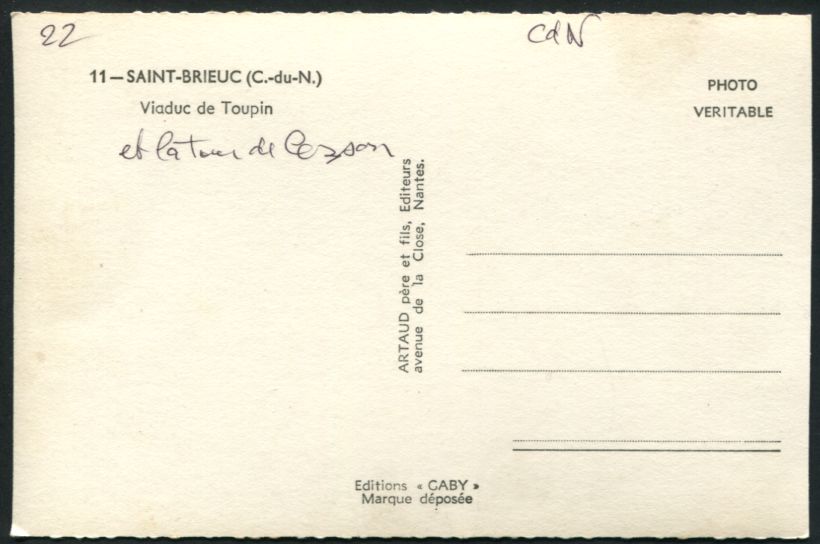 22
CdN
11 — SAINT-BRIEUC (C.-du-N.)
Viaduc de Toupin
et la tour de Cesson
PHOTO
VERITABLE
ARTAUD père et fils, Editeurs
avenue de la Close, Nantes.
Editions « GABY »
Marque déposée